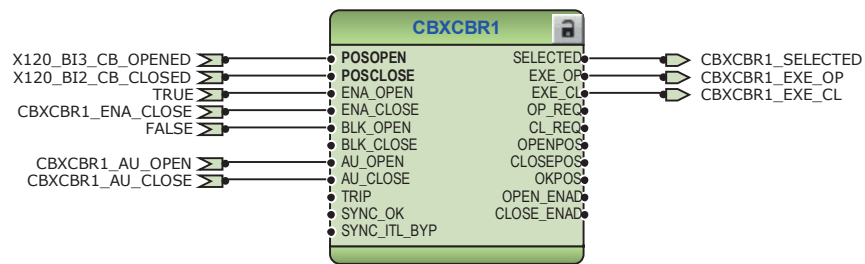 CBXCBR1
X120_BI3_CB_OPENED POSOPEN SELECTED CBXCBR1_SELECTED
X120_BI2_CB_CLOSED POSCLOSE EXE_OP CBXCBR1_EXE_OP
TRUE ENA_OPEN EXE_CL CBXCBR1_EXE_CL
CBXCBR1_ENA_CLOSE ENA_CLOSE OP_REQ
FALSE BLK_OPEN CL_REQ
BLK_CLOSE OPENPOS
CBXCBR1_AU_OPEN AU_OPEN CLOSEPOS
CBXCBR1_AU_CLOSE AU_CLOSE OKPOS
TRIP OPEN_ENAD
SYNC_OK CLOSE_ENAD
SYNC_ITL_BYP